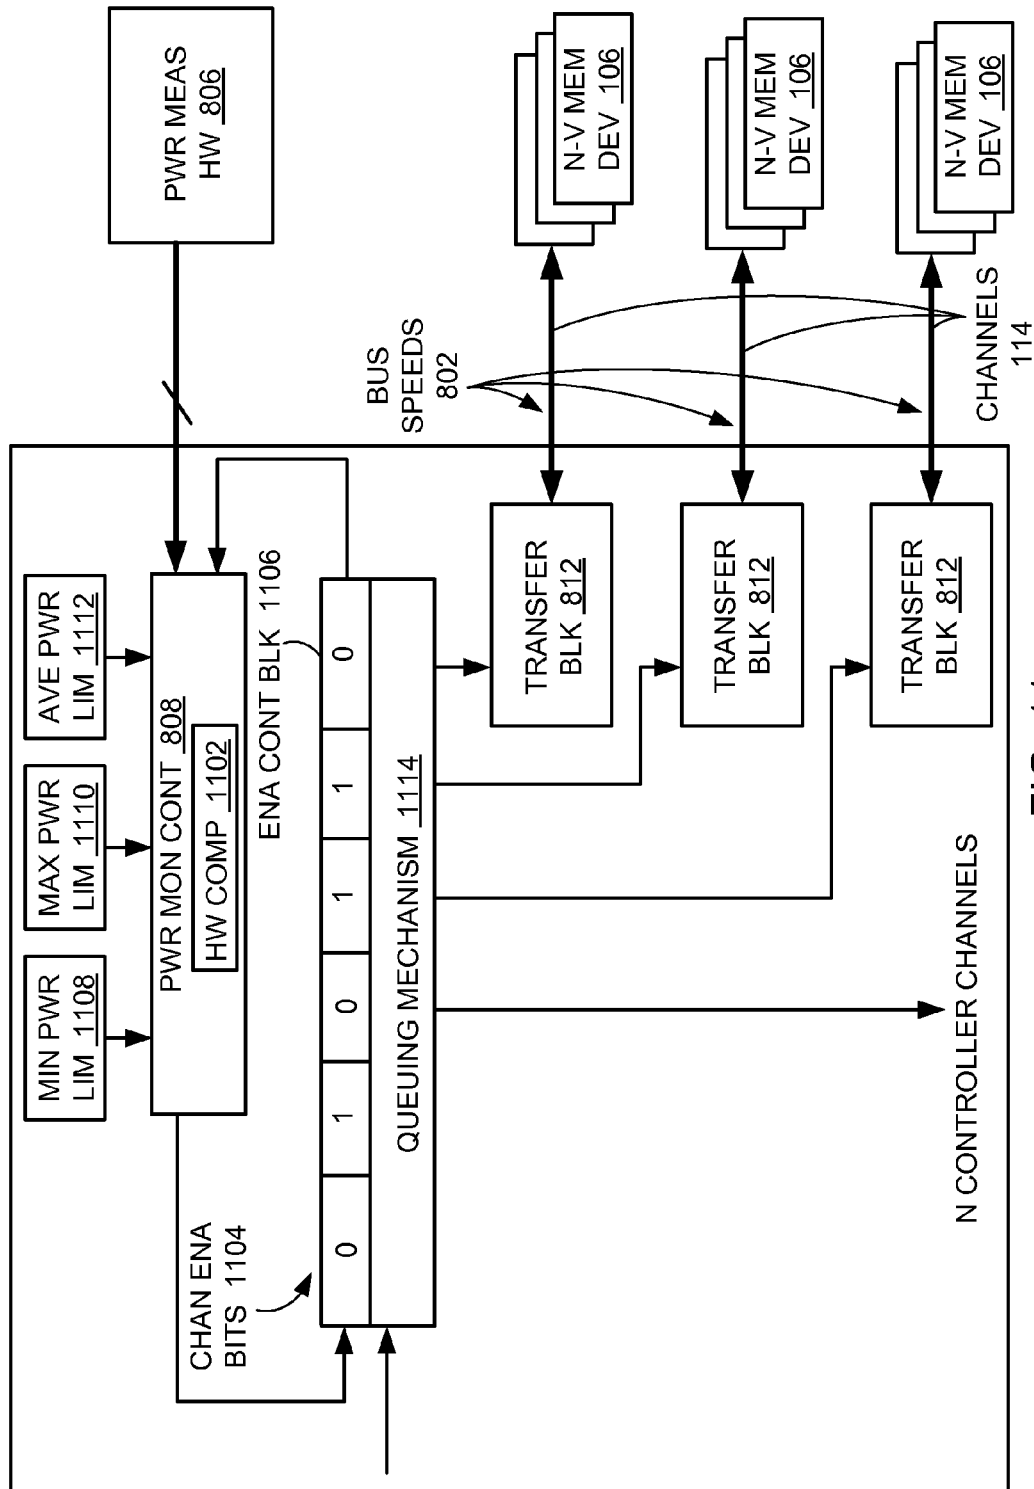 MIN PWR
LIM 1108
MAX PWR
LIM 1110
AVE PWR
LIM 1112
PWR MEAS
HW 806
PWR MON CONT 808
HW COMP 1102
CHAN ENA
BITS 1104
ENA CONT BLK 1106
0 1 0 1 1 0
QUEUING MECHANISM 1114
BUS
SPEEDS
802
TRANSFER
BLK 812
N-V MEM
DEV 106
TRANSFER
BLK 812
N-V MEM
DEV 106
TRANSFER
BLK 812
N-V MEM
DEV 106
N CONTROLLER CHANNELS
CHANNELS
114